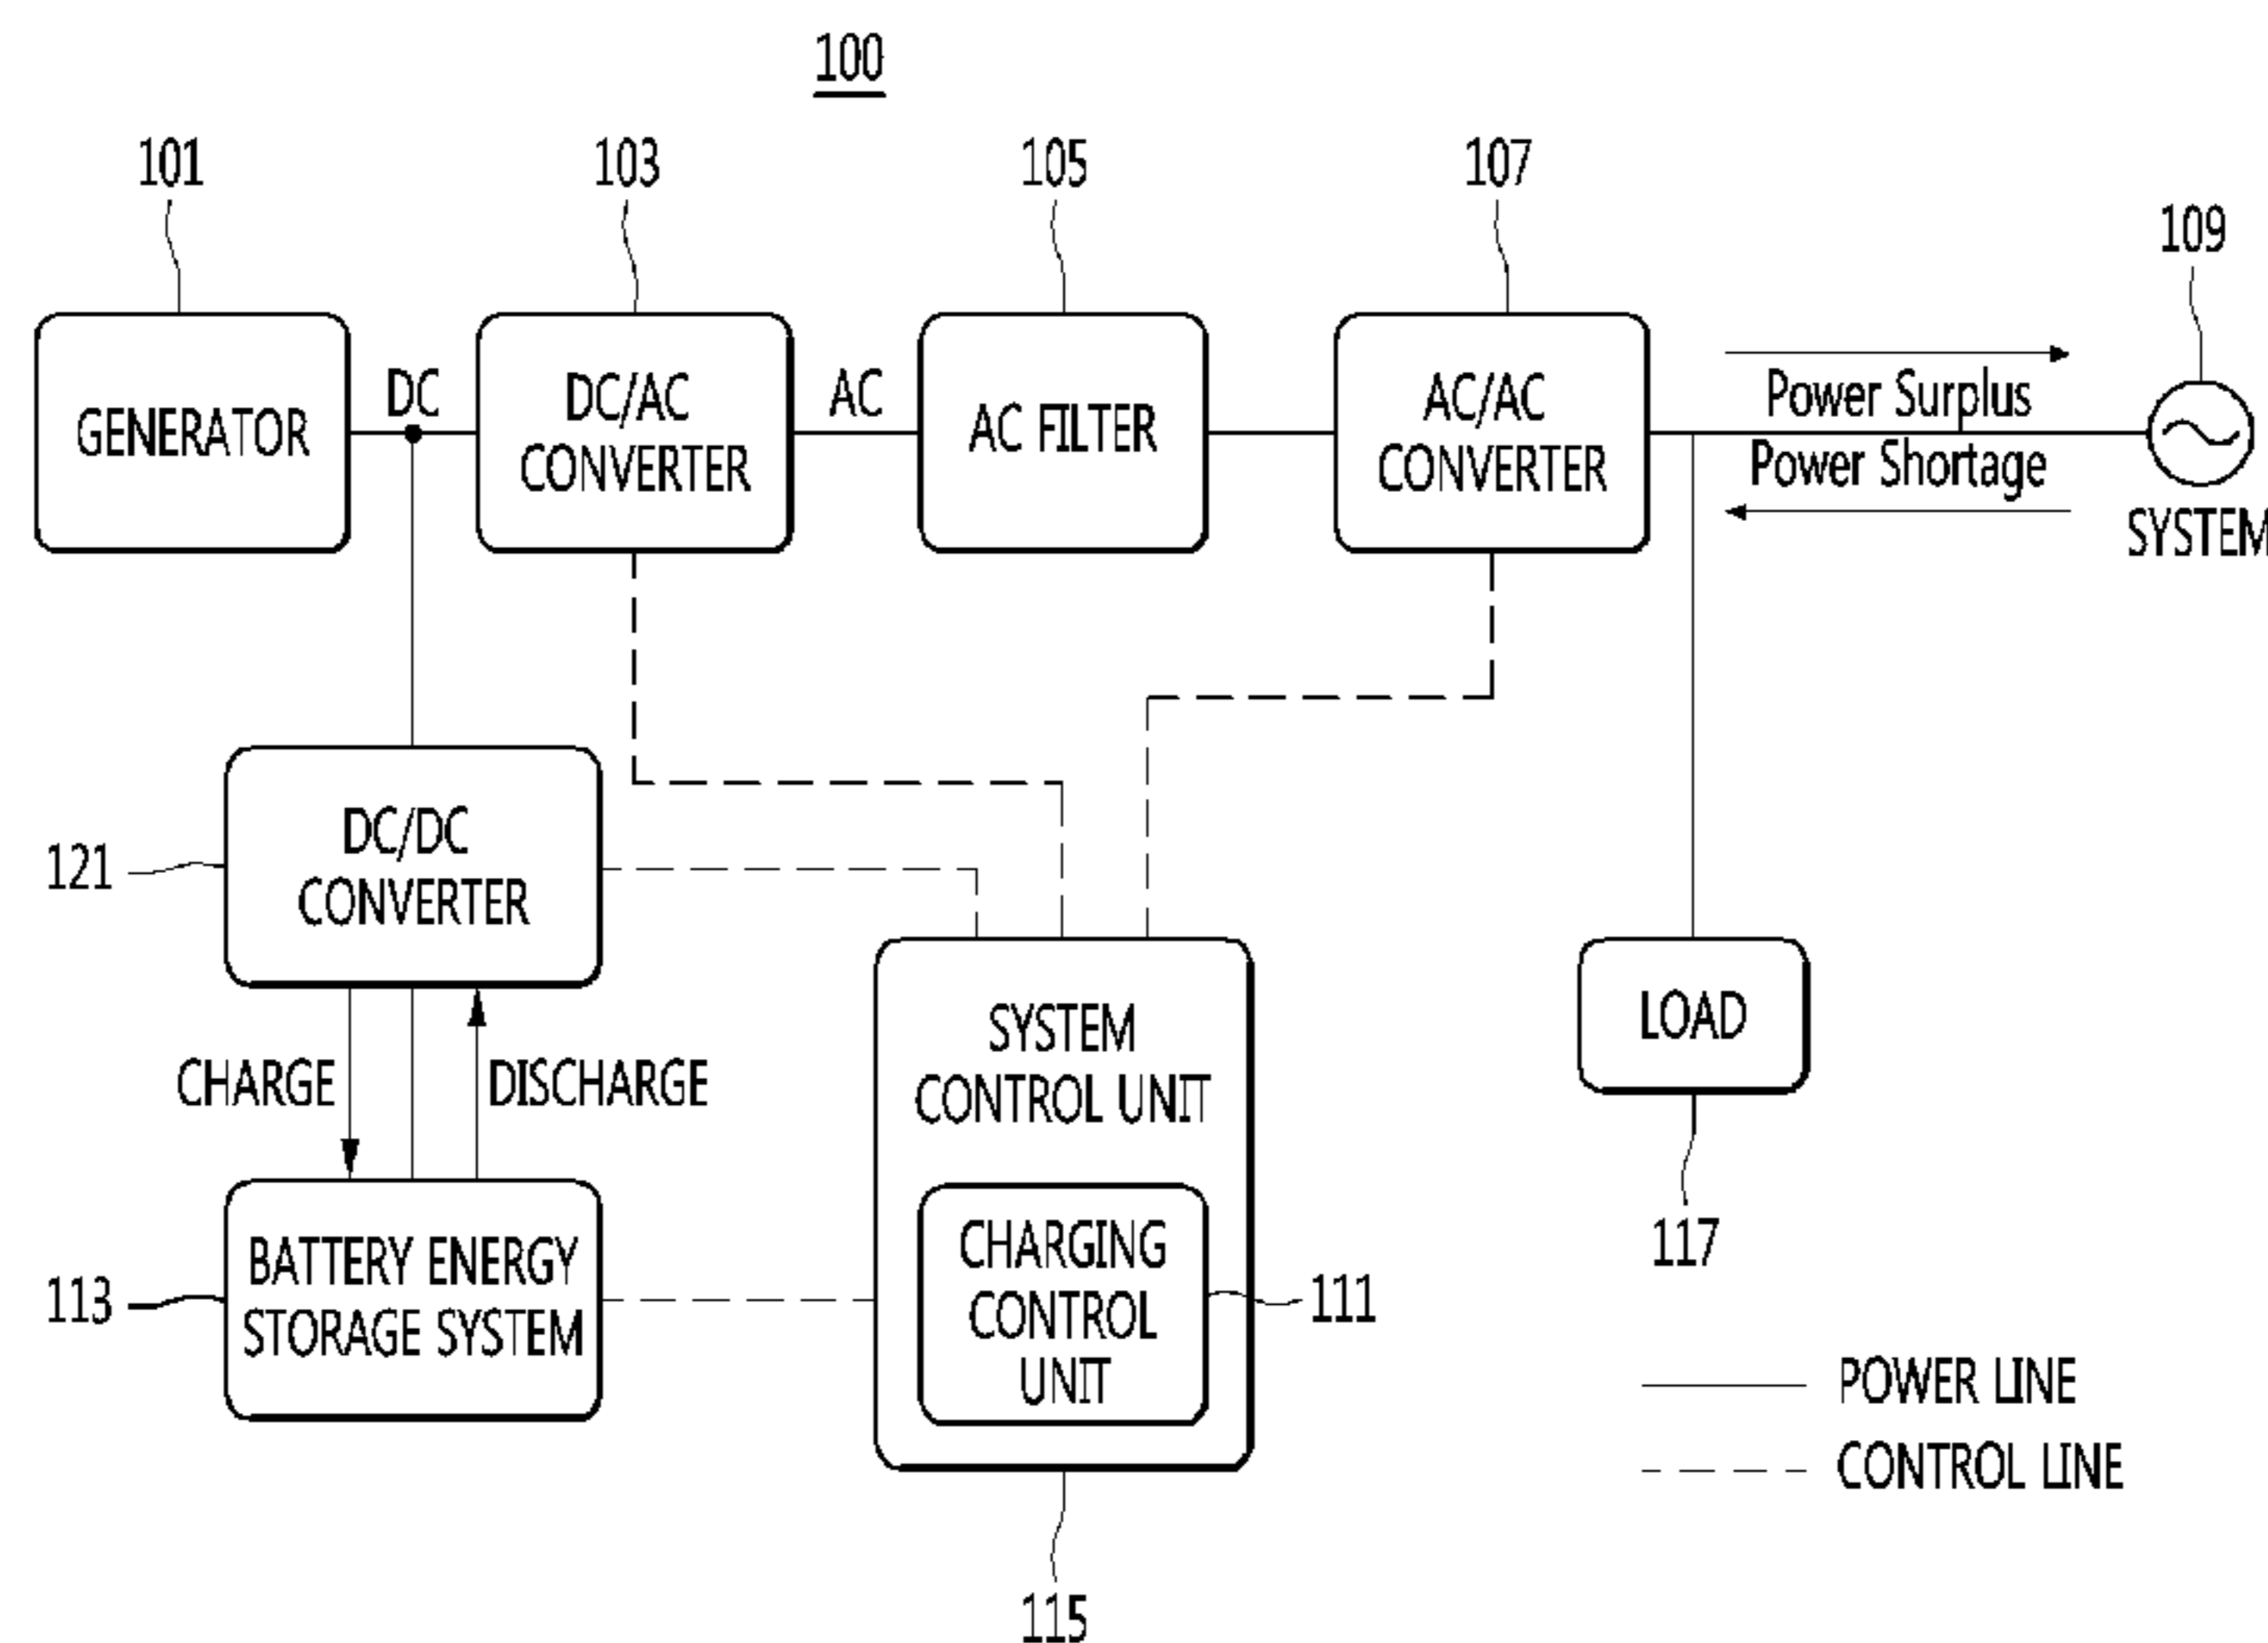 100
101
103
105
107
109
GENERATOR
DC
DC/AC
CONVERTER
AC
AC FILTER
AC/AC
CONVERTER
Power Surplus
Power Shortage
SYSTEM
121
DC/DC
CONVERTER
CHARGE
DISCHARGE
113
BATTERY ENERGY
STORAGE SYSTEM
SYSTEM
CONTROL UNIT
CHARGING
CONTROL
UNIT
111
115
LOAD
117
POWER LINE
CONTROL LINE